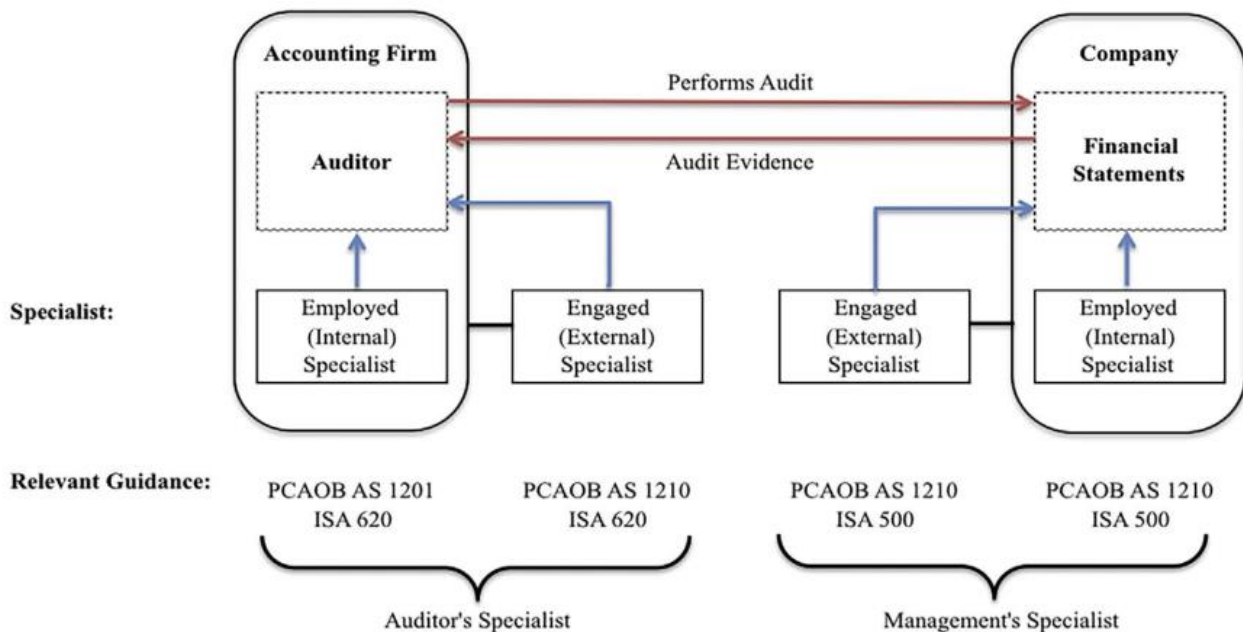 Accounting Firm
Company
Performs Audit
Auditor
Financial
Statements
Audit Evidence
Specialist:
Employed
(Internal)
Specialist
Engaged
(External)
Specialist
Engaged
(External)
Specialist
Employed
(Internal)
Specialist
Relevant Guidance:
PCAOB AS 1201
ISA 620
PCAOB AS 1210
ISA 620
PCAOB AS 1210
ISA 500
PCAOB AS 1210
ISA 500
Auditor's Specialist
Management's Specialist